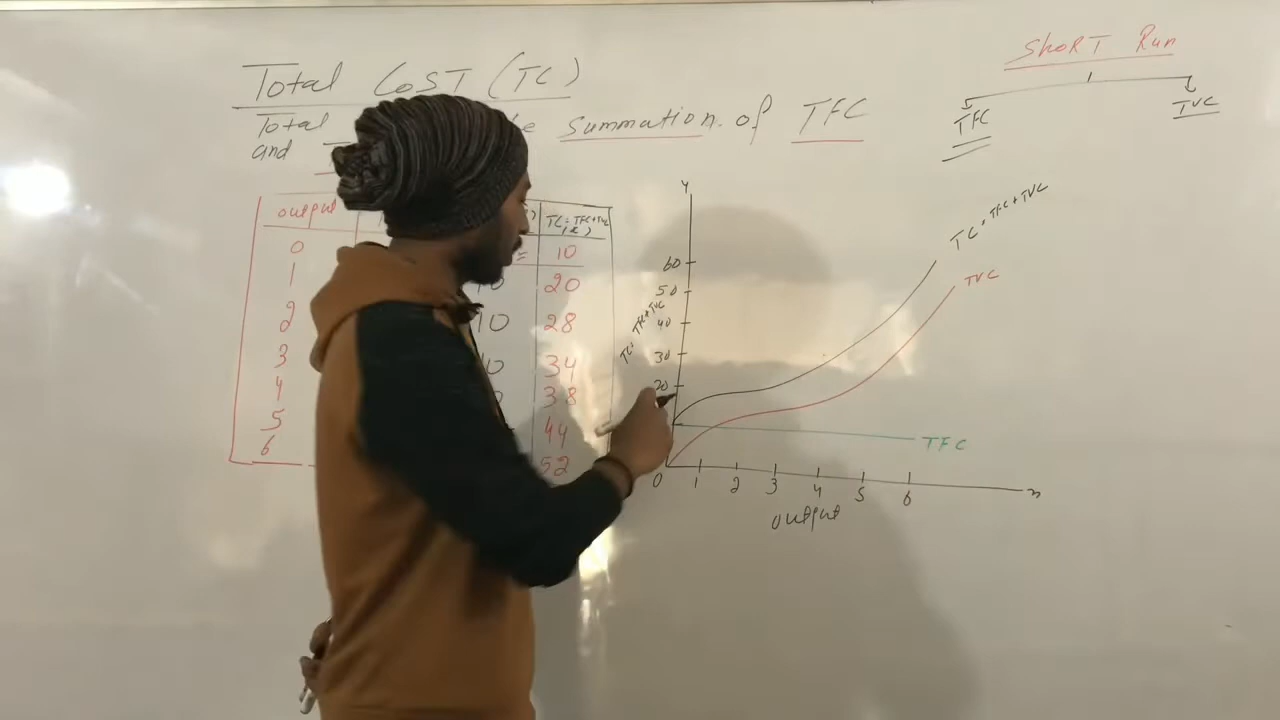 Total CoST (TC)
Total summation of TFC
and
ShoRT Run
TFC TVC
output TC = TFC+TVC
0 10
1 10 20
2 10 28
3 34
4 38
5 44
6 52
y
60
50
40
30
20
TC = TFC+TVC
TC = TFC+TVC
TVC
TFC
0 1 2 3 4 5 6
output